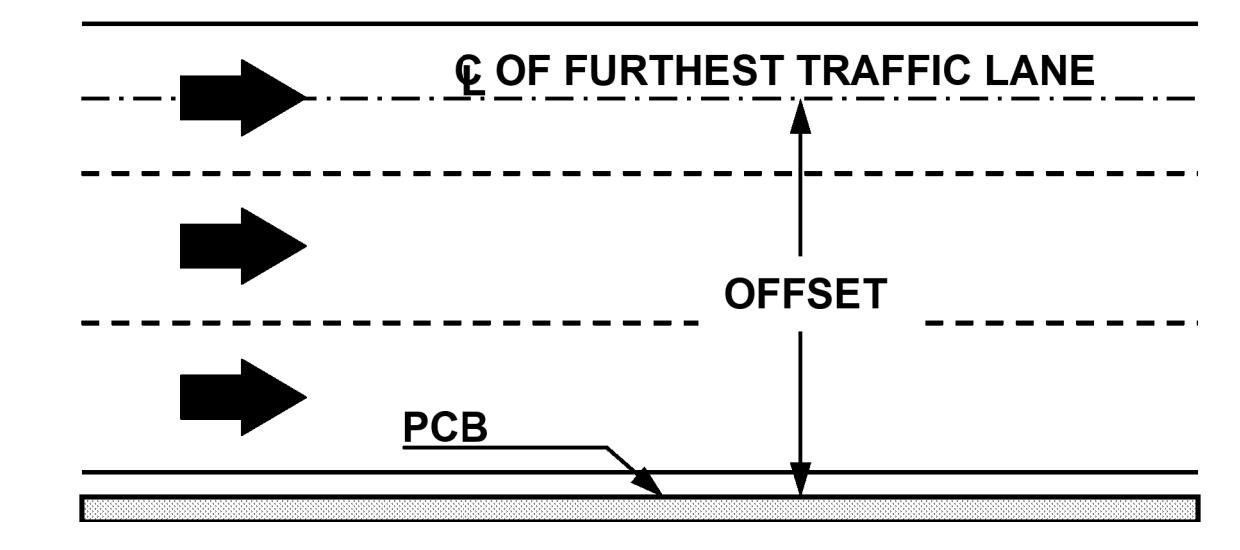 ℄ OF FURTHEST TRAFFIC LANE
OFFSET
PCB